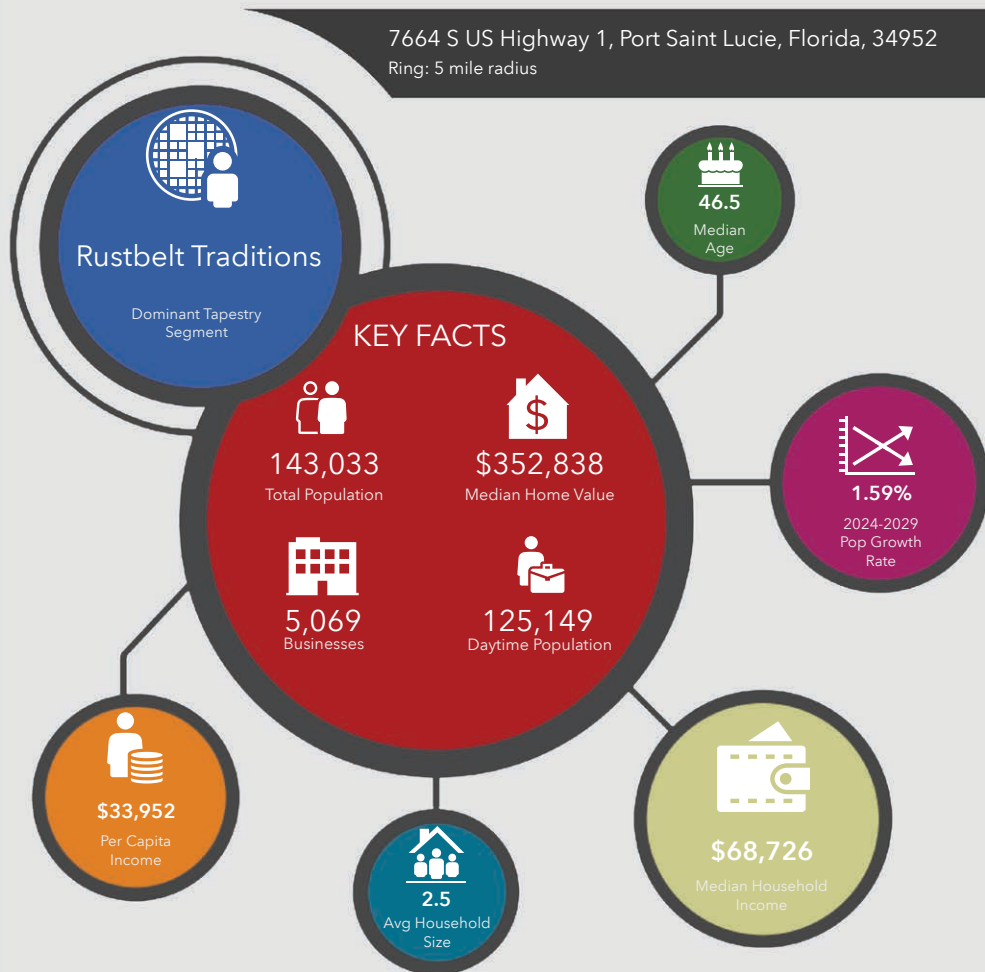 7664 S US Highway 1, Port Saint Lucie, Florida, 34952
Ring: 5 mile radius
Rustbelt Traditions
Dominant Tapestry
Segment
46.5
Median
Age
KEY FACTS
143,033
Total Population
$352,838
Median Home Value
5,069
Businesses
125,149
Daytime Population
1.59%
2024-2029
Pop Growth
Rate
$33,952
Per Capita
Income
2.5
Avg Household
Size
$68,726
Median Household
Income